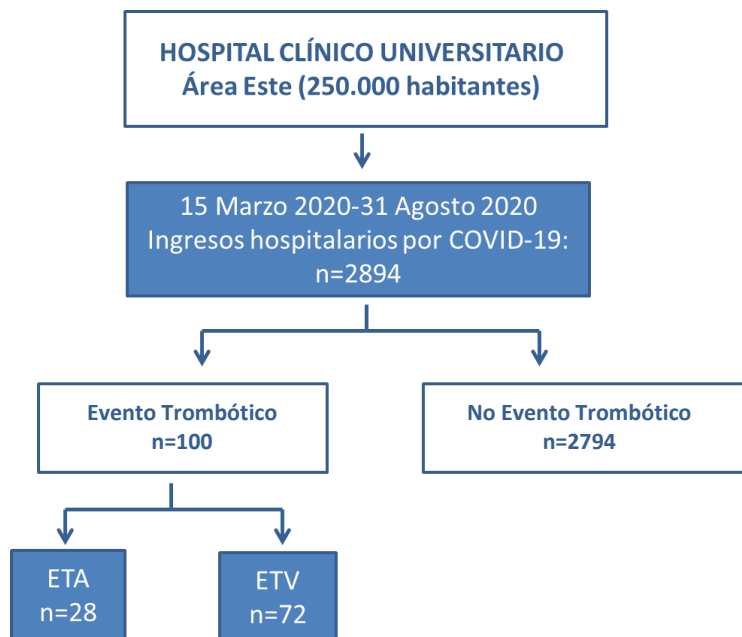 HOSPITAL CLÍNICO UNIVERSITARIO
Área Este (250.000 habitantes)
15 Marzo 2020-31 Agosto 2020
Ingresos hospitalarios por COVID-19:
n=2894
Evento Trombótico
n=100
No Evento Trombótico
n=2794
ETA
n=28
ETV
n=72